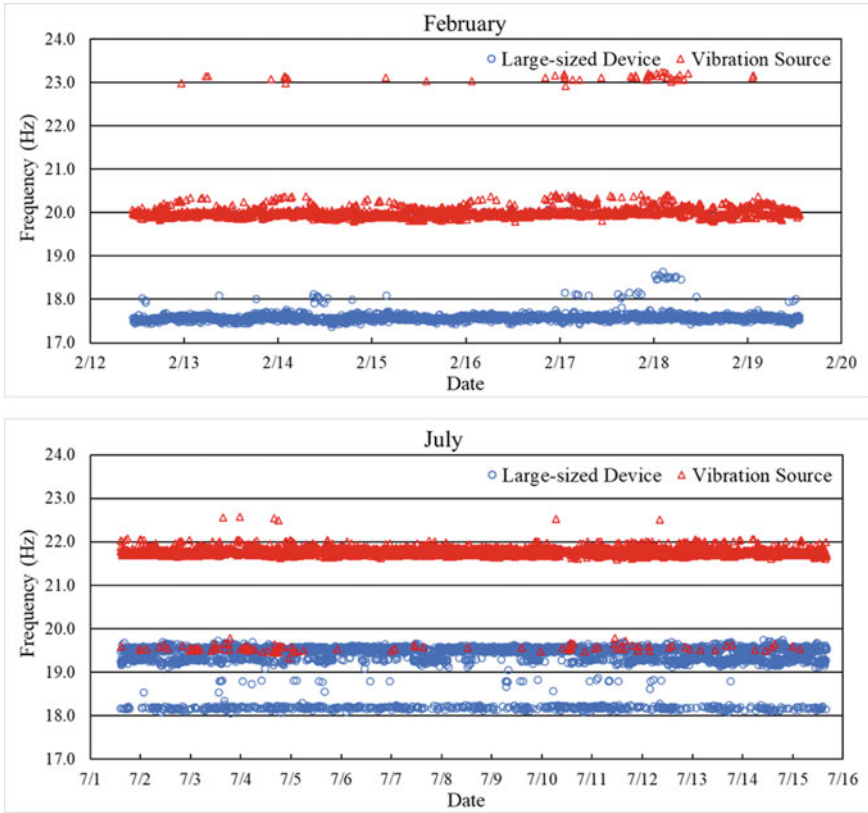 February
○ Large-sized Device △ Vibration Source
24.0
23.0
22.0
21.0
20.0
19.0
18.0
17.0
Frequency (Hz)
2/12 2/13 2/14 2/15 2/16 2/17 2/18 2/19 2/20
Date
July
○ Large-sized Device △ Vibration Source
24.0
23.0
22.0
21.0
20.0
19.0
18.0
17.0
Frequency (Hz)
7/1 7/2 7/3 7/4 7/5 7/6 7/7 7/8 7/9 7/10 7/11 7/12 7/13 7/14 7/15 7/16
Date